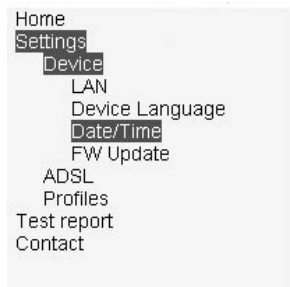 Home
Settings
Device
LAN
Device Language
Date/Time
FW Update
ADSL
Profiles
Test report
Contact